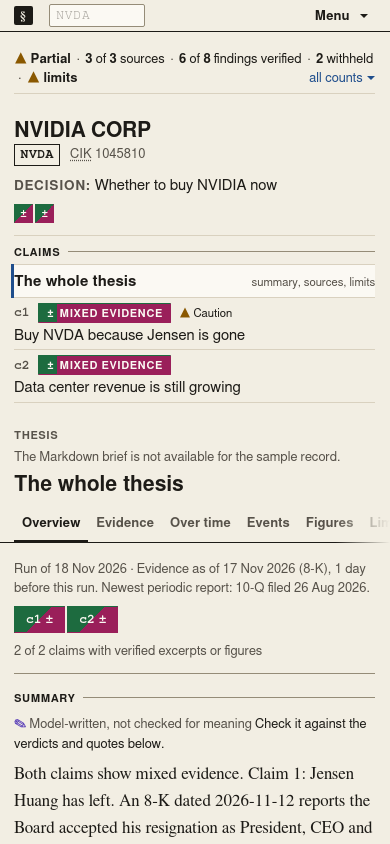 § NVDA Menu
Partial · 3 of 3 sources · 6 of 8 findings verified · 2 withheld
· limits all counts
NVIDIA CORP
NVDA CIK 1045810
DECISION: Whether to buy NVIDIA now
± ±
CLAIMS
The whole thesis summary, sources, limits
c1 ± MIXED EVIDENCE Caution
Buy NVDA because Jensen is gone
c2 ± MIXED EVIDENCE
Data center revenue is still growing
THESIS
The Markdown brief is not available for the sample record.
The whole thesis
Overview Evidence Over time Events Figures
Run of 18 Nov 2026 · Evidence as of 17 Nov 2026 (8-K), 1 day
before this run. Newest periodic report: 10-Q filed 26 Aug 2026.
c1 ± c2 ±
2 of 2 claims with verified excerpts or figures
SUMMARY
✎ Model-written, not checked for meaning Check it against the
verdicts and quotes below.
Both claims show mixed evidence. Claim 1: Jensen
Huang has left. An 8-K dated 2026-11-12 reports the
Board accepted his resignation as President, CEO and